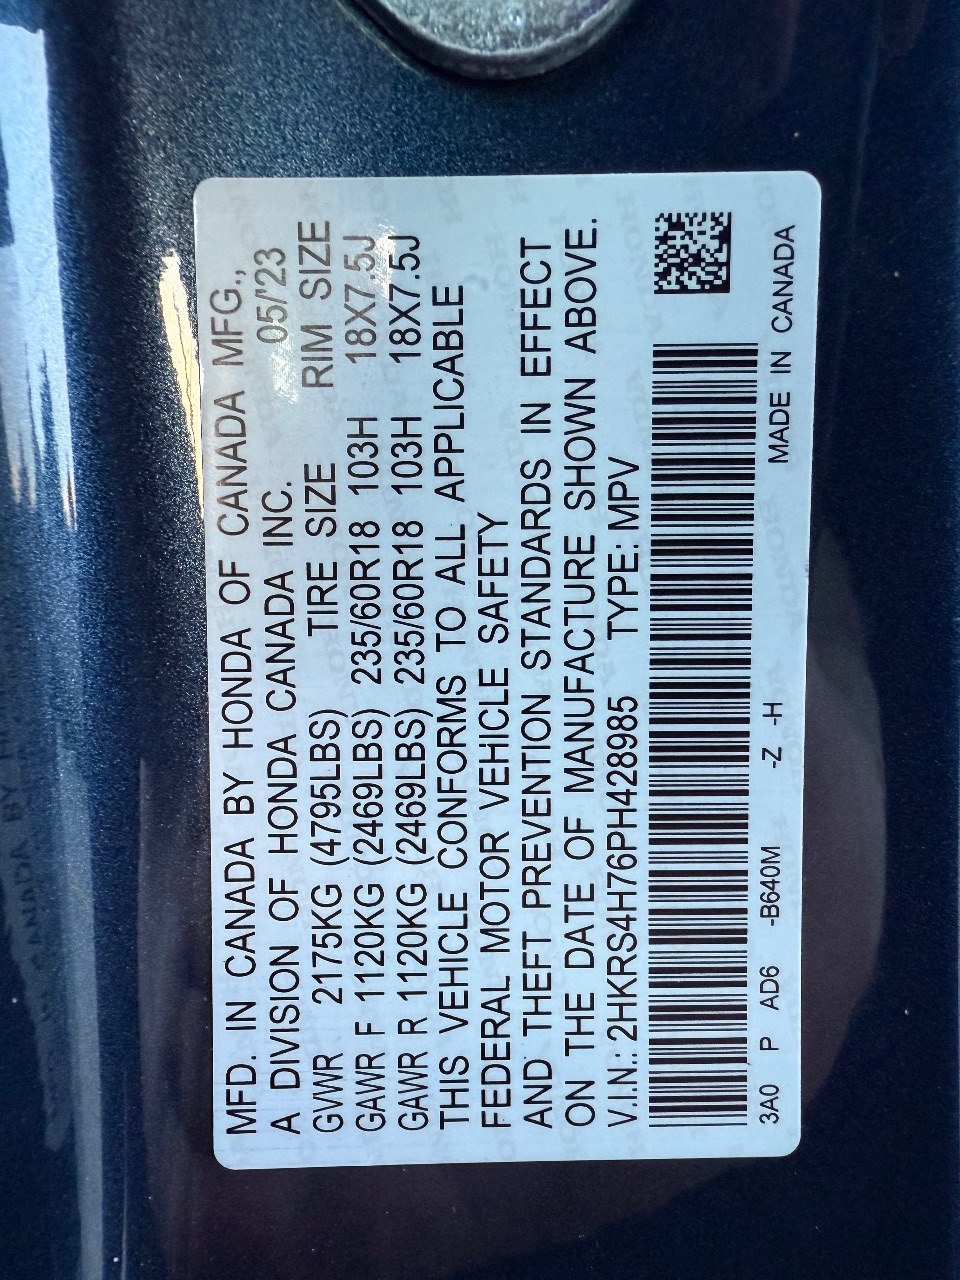 MFD. IN CANADA BY HONDA OF CANADA MFG.,
A DIVISION OF HONDA CANADA INC. 05/'23
GVWR 2175KG (4795LBS) TIRE SIZE RIM SIZE
GAWR F 1120KG (2469LBS) 235/60R18 103H 18X7.5J
GAWR R 1120KG (2469LBS) 235/60R18 103H 18X7.5J
THIS VEHICLE CONFORMS TO ALL APPLICABLE
FEDERAL MOTOR VEHICLE SAFETY
AND THEFT PREVENTION STANDARDS IN EFFECT
ON THE DATE OF MANUFACTURE SHOWN ABOVE.
V.I.N.: 2HKRS4H76PH428985 TYPE: MPV
3A0 P AD6 -B640M -Z -H MADE IN CANADA